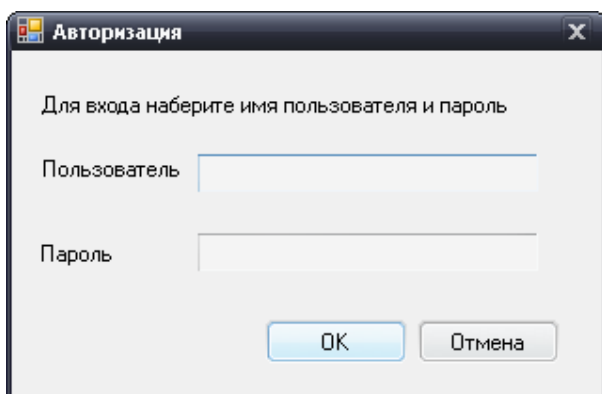 Авторизация
Для входа наберите имя пользователя и пароль
Пользователь
Пароль
OK
Отмена